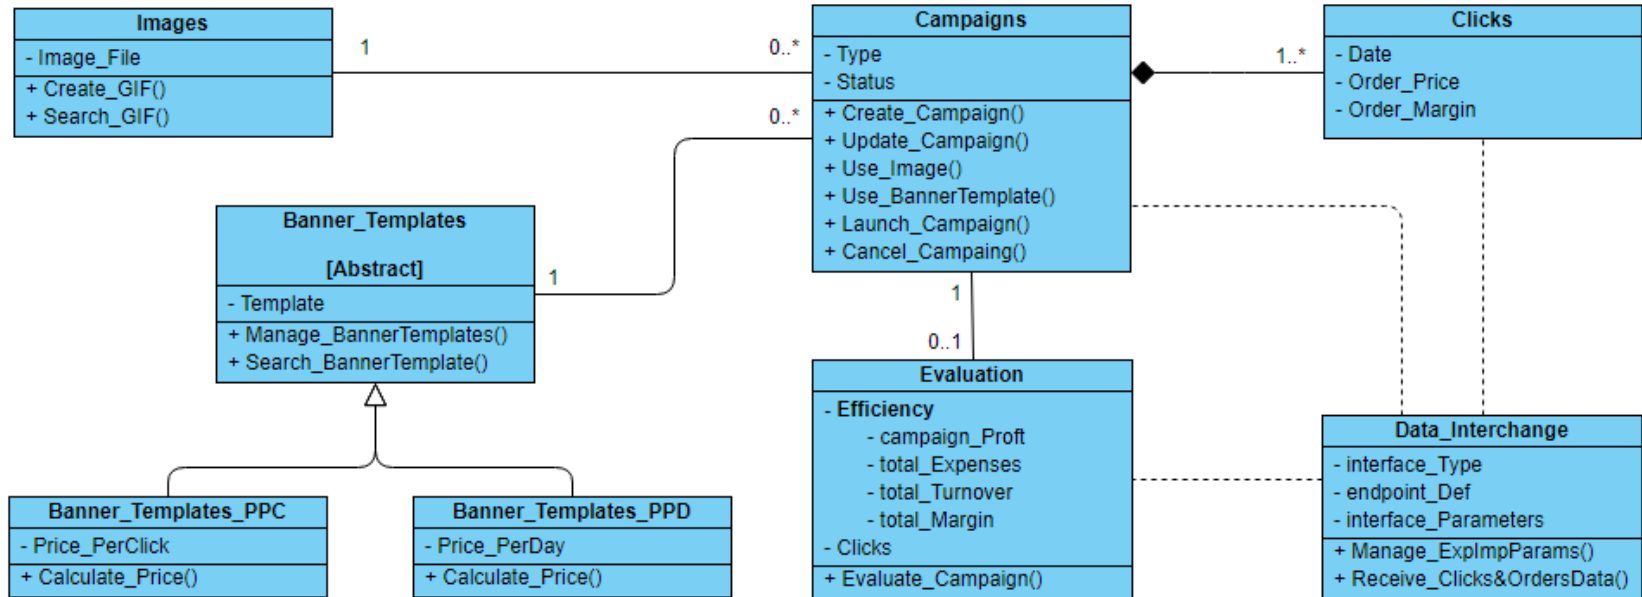 Images
- Image_File
+ Create_GIF()
+ Search_GIF()
1
0..*
Campaigns
- Type
- Status
+ Create_Campaign()
+ Update_Campaign()
+ Use_Image()
+ Use_BannerTemplate()
+ Launch_Campaign()
+ Cancel_Campaing()
1..*
Clicks
- Date
- Order_Price
- Order_Margin
0..*
Banner_Templates
[Abstract]
- Template
+ Manage_BannerTemplates()
+ Search_BannerTemplate()
1
1
0..1
Evaluation
- Efficiency
- campaign_Proft
- total_Expenses
- total_Turnover
- total_Margin
- Clicks
+ Evaluate_Campaign()
Data_Interchange
- interface_Type
- endpoint_Def
- interface_Parameters
+ Manage_ExpImpParams()
+ Receive_Clicks&OrdersData()
Banner_Templates_PPC
- Price_PerClick
+ Calculate_Price()
Banner_Templates_PPD
- Price_PerDay
+ Calculate_Price()